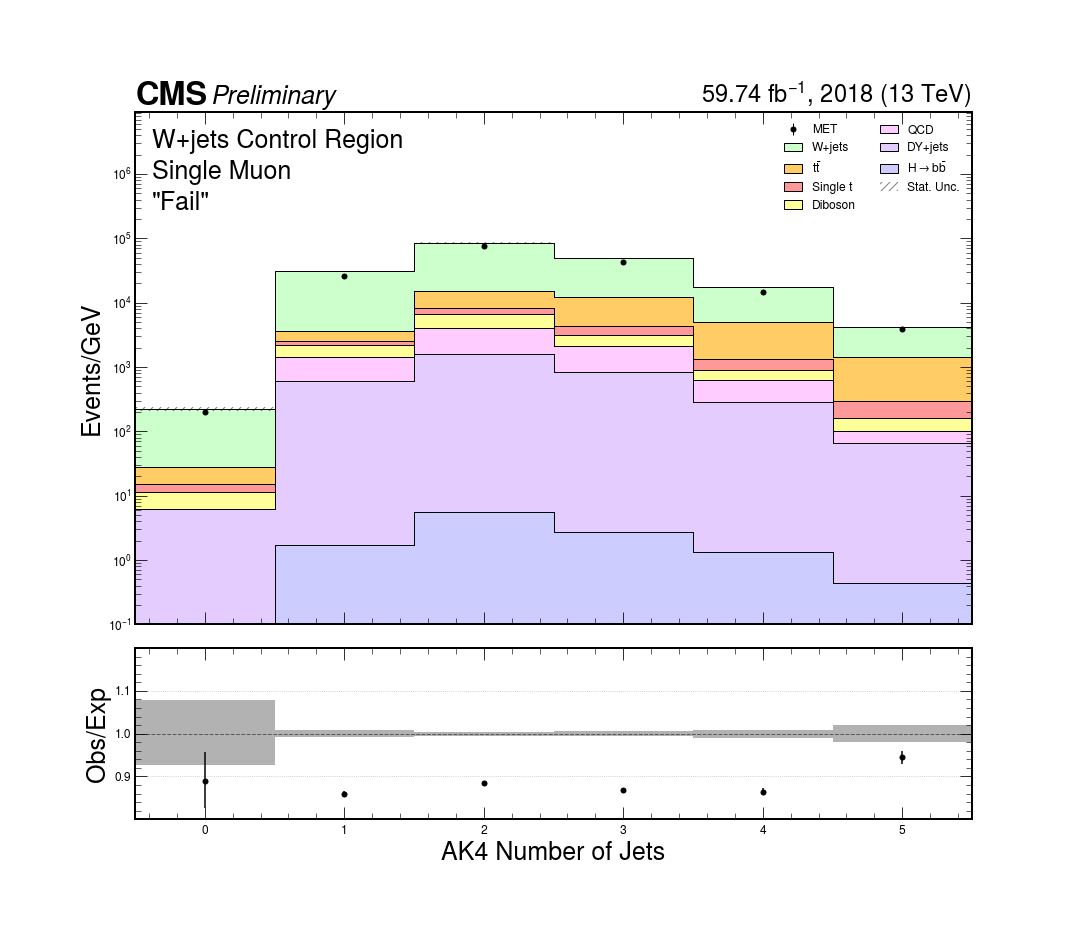 CMS Preliminary
59.74 fb⁻¹, 2018 (13 TeV)
W+jets Control Region
Single Muon
"Fail"
MET
W+jets
tt̄
Single t
Diboson
QCD
DY+jets
H→bb̄
Stat. Unc.
Events/GeV
10⁶
10⁵
10⁴
10³
10²
10¹
10⁰
10⁻¹
Obs/Exp
1.1
1.0
0.9
0 1 2 3 4 5
AK4 Number of Jets